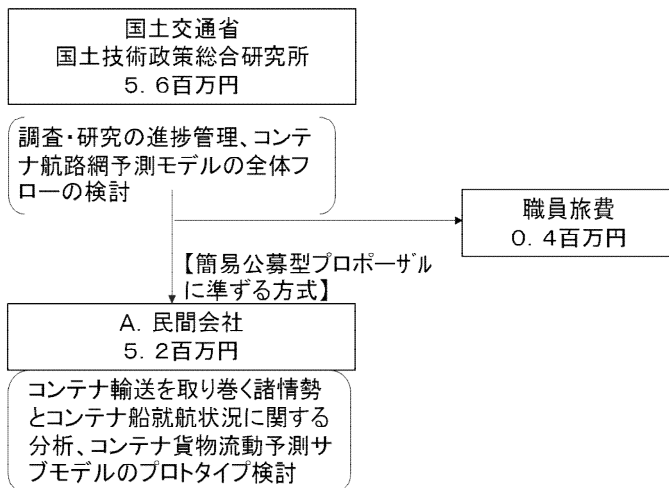 国土交通省
国土技術政策総合研究所
5．6百万円
調査・研究の進捗管理、コンテ
ナ航路網予測モデルの全体フ
ローの検討
職員旅費
0．4百万円
【簡易公募型プロポーザル
に準ずる方式】
A．民間会社
5．2百万円
コンテナ輸送を取り巻く諸情勢
とコンテナ船就航状況に関する
分析、コンテナ貨物流動予測サ
ブモデルのプロトタイプ検討